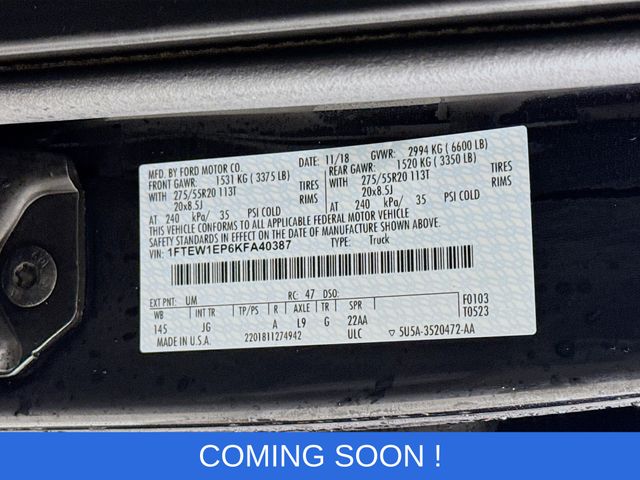 MFD. BY FORD MOTOR CO. 11/18 GVWR: 2994 KG ( 6600 LB)
FRONT GAWR: 1531 KG ( 3375 LB) REAR GAWR: 1520 KG ( 3350 LB)
WITH 275/55R20 113T TIRES WITH 275/55R20 113T TIRES
20x8.5J RIMS 20x8.5J RIMS
AT 240 kPa/ 35 PSI COLD AT 240 kPa/ 35 PSI COLD
THIS VEHICLE CONFORMS TO ALL APPLICABLE FEDERAL MOTOR VEHICLE
SAFETY STANDARDS IN EFFECT ON THE DATE OF MANUFACTURE SHOWN ABOVE.
VIN: 1FTEW1EP6KFA40387 TYPE: Truck
EXT PNT: UM RC: 47 DSO: F0103
WB INT TR TP/PS R AXLE TR SPR T0523
145 JG A L9 G 22AA
MADE IN U.S.A. 2201811274942 ULC ▽ 5U5A-3520472-AA
COMING SOON !